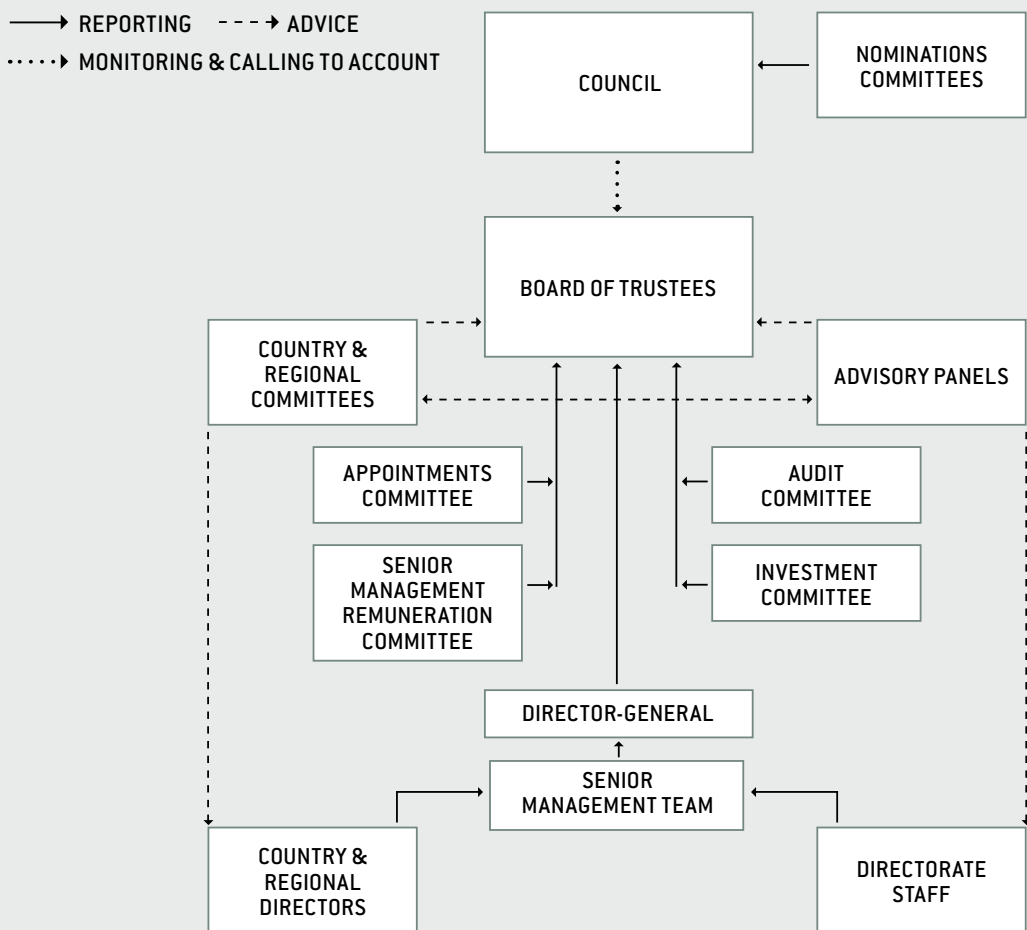 REPORTING
ADVICE
MONITORING & CALLING TO ACCOUNT
COUNCIL
NOMINATIONS
COMMITTEES
BOARD OF TRUSTEES
COUNTRY &
REGIONAL
COMMITTEES
ADVISORY PANELS
APPOINTMENTS
COMMITTEE
AUDIT
COMMITTEE
SENIOR
MANAGEMENT
REMUNERATION
COMMITTEE
INVESTMENT
COMMITTEE
DIRECTOR-GENERAL
SENIOR
MANAGEMENT TEAM
COUNTRY &
REGIONAL
DIRECTORS
DIRECTORATE
STAFF